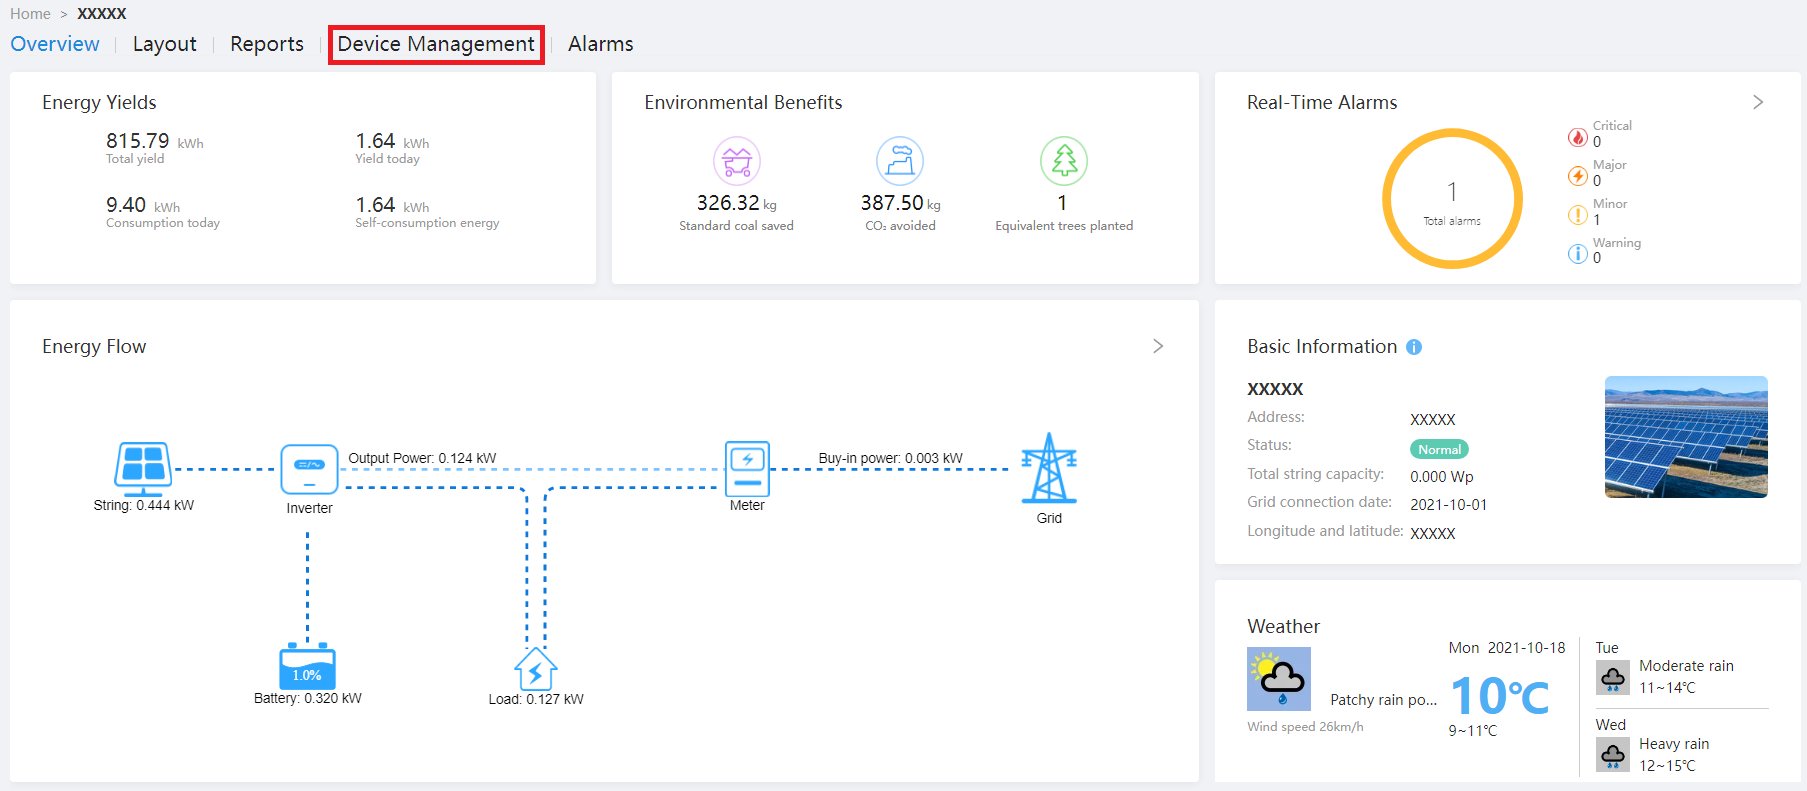 Home > XXXXX
Overview
Layout
Reports
Device Management
Alarms
Energy Yields
815.79 kWh
Total yield
1.64 kWh
Yield today
9.40 kWh
Consumption today
1.64 kWh
Self-consumption energy
Environmental Benefits
326.32 kg
Standard coal saved
387.50 kg
CO₂ avoided
1
Equivalent trees planted
Real-Time Alarms
1
Total alarms
Critical
0
Major
0
Minor
1
Warning
0
Energy Flow
String: 0.444 kW
Inverter
Output Power: 0.124 kW
Meter
Buy-in power: 0.003 kW
Grid
1.0%
Battery: 0.320 kW
Load: 0.127 kW
Basic Information
XXXXX
Address: XXXXX
Status: Normal
Total string capacity: 0.000 Wp
Grid connection date: 2021-10-01
Longitude and latitude: XXXXX
Weather
Patchy rain po...
Wind speed 26km/h
Mon 2021-10-18
10℃
9~11℃
Tue
Moderate rain
11~14℃
Wed
Heavy rain
12~15℃